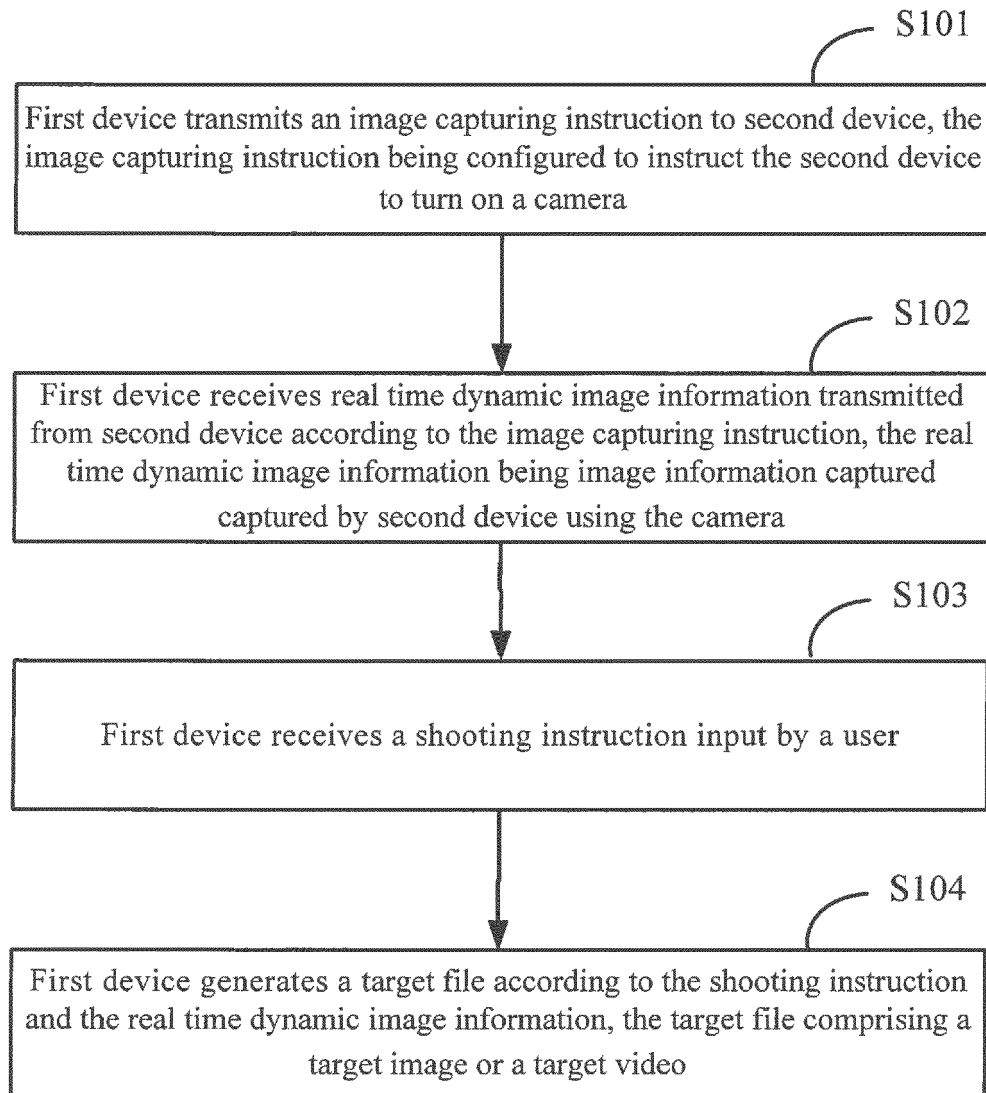 S101
First device transmits an image capturing instruction to second device, the
image capturing instruction being configured to instruct the second device
to turn on a camera
S102
First device receives real time dynamic image information transmitted
from second device according to the image capturing instruction, the real
time dynamic image information being image information captured
captured by second device using the camera
S103
First device receives a shooting instruction input by a user
S104
First device generates a target file according to the shooting instruction
and the real time dynamic image information, the target file comprising a
target image or a target video